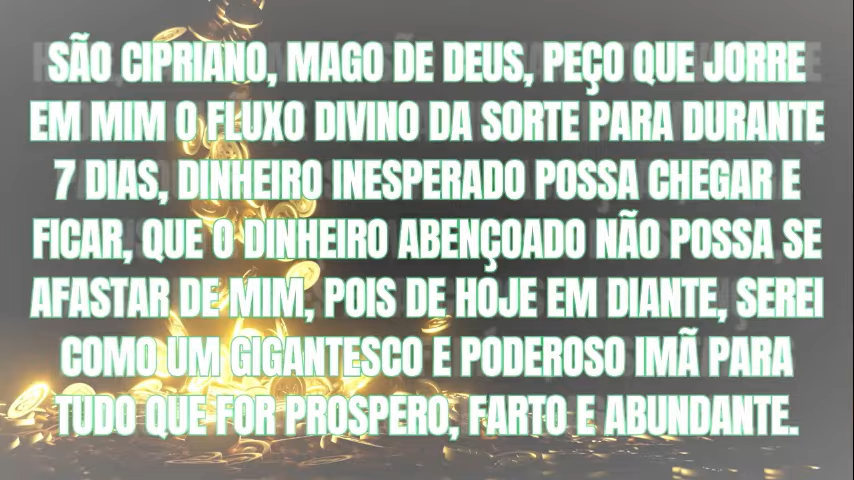 SÃO CIPRIANO, MAGO DE DEUS, PEÇO QUE JORRE
EM MIM O FLUXO DIVINO DA SORTE PARA DURANTE
7 DIAS, DINHEIRO INESPERADO POSSA CHEGAR E
FICAR, QUE O DINHEIRO ABENÇOADO NÃO POSSA SE
AFASTAR DE MIM, POIS DE HOJE EM DIANTE, SEREI
COMO UM GIGANTESCO E PODEROSO IMÃ PARA
TUDO QUE FOR PROSPERO, FARTO E ABUNDANTE.